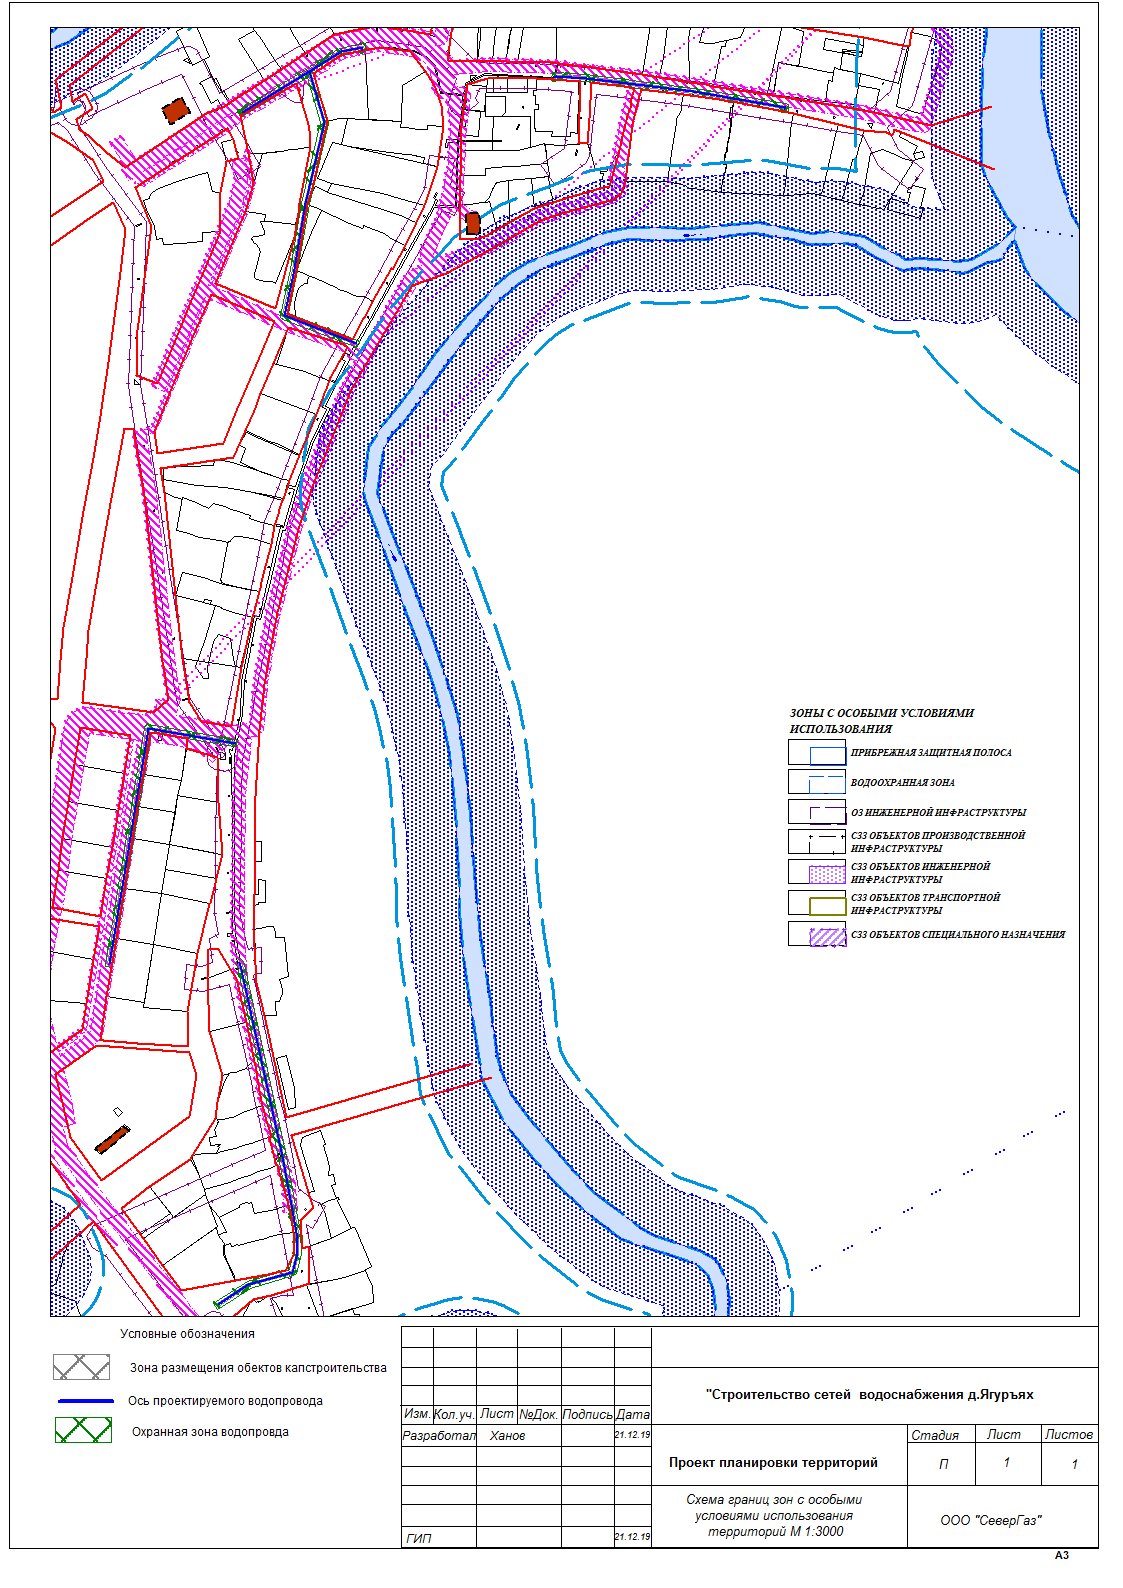 ЗОНЫ С ОСОБЫМИ УСЛОВИЯМИ
ИСПОЛЬЗОВАНИЯ
ПРИБРЕЖНАЯ ЗАЩИТНАЯ ПОЛОСА
ВОДООХРАННАЯ ЗОНА
ОЗ ИНЖЕНЕРНОЙ ИНФРАСТРУКТУРЫ
СЗЗ ОБЪЕКТОВ ПРОИЗВОДСТВЕННОЙ
ИНФРАСТРУКТУРЫ
СЗЗ ОБЪЕКТОВ ИНЖЕНЕРНОЙ
ИНФРАСТРУКТУРЫ
СЗЗ ОБЪЕКТОВ ТРАНСПОРТНОЙ
ИНФРАСТРУКТУРЫ
СЗЗ ОБЪЕКТОВ СПЕЦИАЛЬНОГО НАЗНАЧЕНИЯ
Условные обозначения
Зона размещения обектов капстроительства
Ось проектируемого водопровода
Охранная зона водопровда
Изм. Кол.уч. Лист №Док. Подпись Дата
Разработал Ханов 21.12.19
ГИП 21.12.19
"Строительство сетей водоснабжения д.Ягуръях
Проект планировки территорий
Стадия Лист Листов
П 1 1
Схема границ зон с особыми
условиями использования
территорий М 1:3000
ООО "СеверГаз"
А3